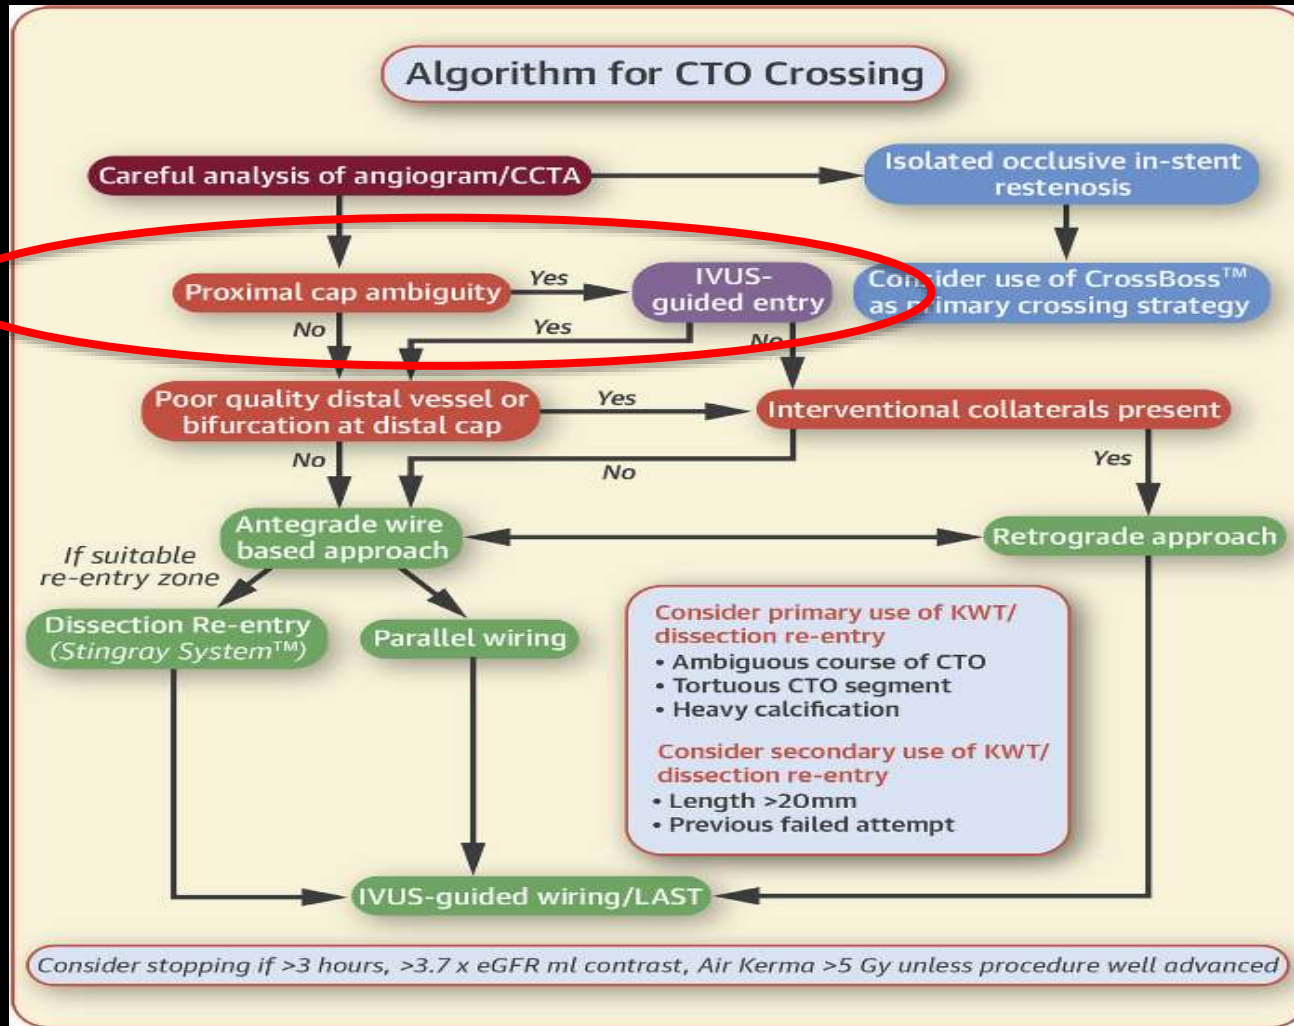 Algorithm for CTO Crossing
Careful analysis of angiogram/CCTA
Isolated occlusive in-stent
restenosis
Proximal cap ambiguity
Yes
IVUS-
guided entry
Consider use of CrossBoss™
as primary crossing strategy
No
Yes
No
Poor quality distal vessel or
bifurcation at distal cap
Yes
Interventional collaterals present
No
No
Yes
Antegrade wire
based approach
Retrograde approach
If suitable
re-entry zone
Dissection Re-entry
(Stingray System™)
Parallel wiring
Consider primary use of KWT/
dissection re-entry
• Ambiguous course of CTO
• Tortuous CTO segment
• Heavy calcification
Consider secondary use of KWT/
dissection re-entry
• Length >20mm
• Previous failed attempt
IVUS-guided wiring/LAST
Consider stopping if >3 hours, >3.7 x eGFR ml contrast, Air Kerma >5 Gy unless procedure well advanced